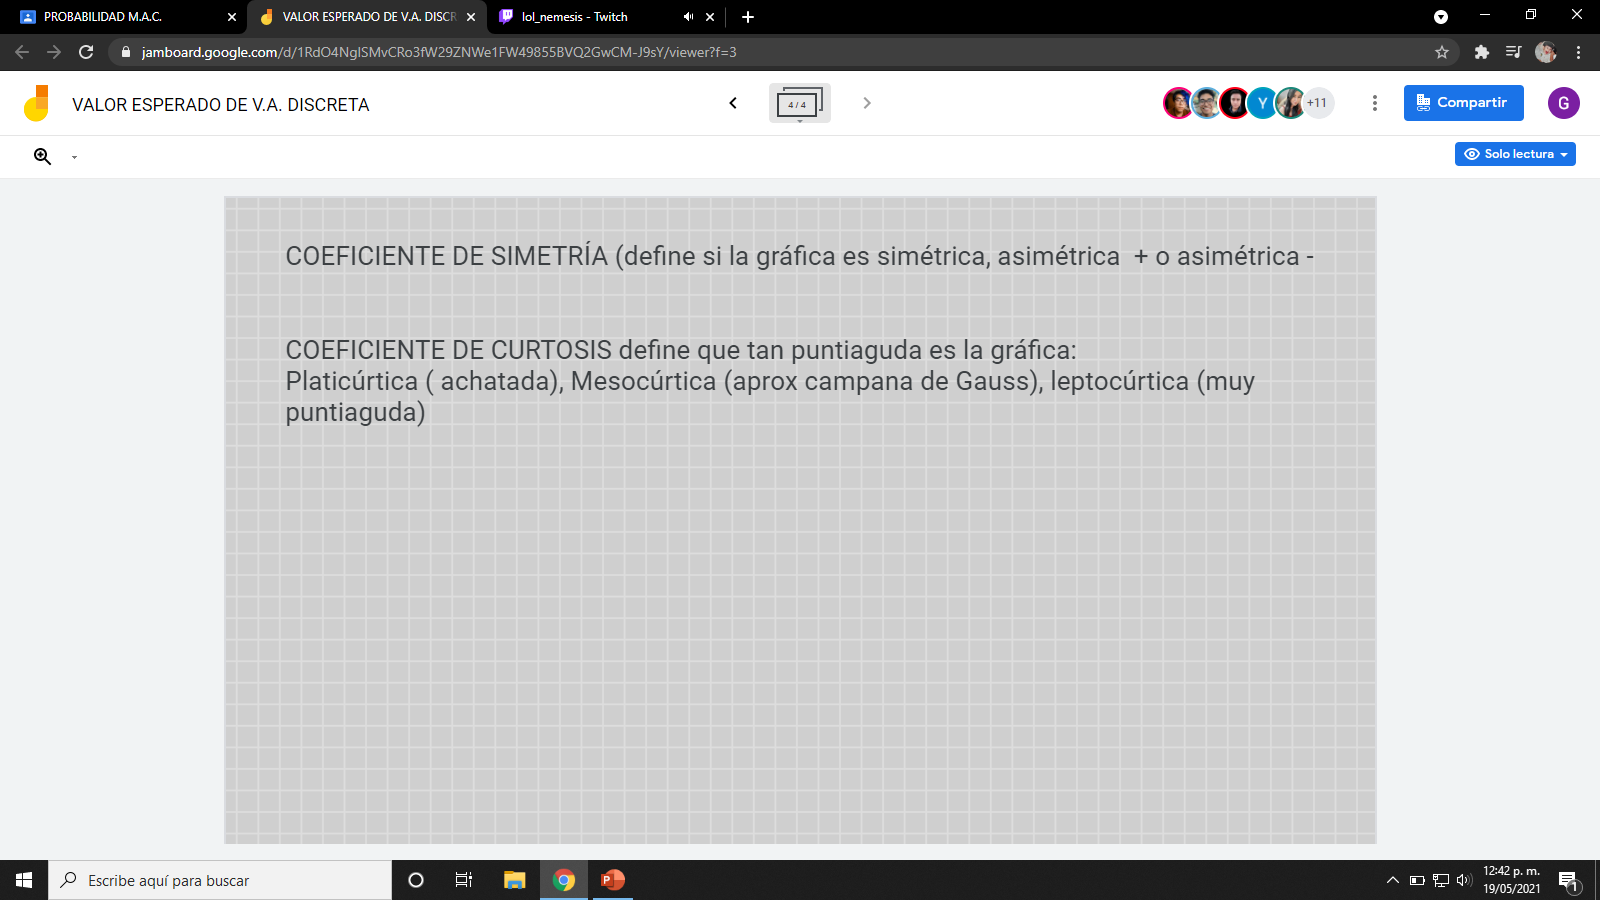 PROBABILIDAD M.A.C.
VALOR ESPERADO DE V.A. DISCR
lol_nemesis - Twitch
jamboard.google.com/d/1RdO4NglSMvCRo3fW29ZNWe1FW49855BVQ2GwCM-J9sY/viewer?f=3
VALOR ESPERADO DE V.A. DISCRETA
4 / 4
Y
+11
Compartir
G
Solo lectura
COEFICIENTE DE SIMETRÍA (define si la gráfica es simétrica, asimétrica + o asimétrica -
COEFICIENTE DE CURTOSIS define que tan puntiaguda es la gráfica:
Platicúrtica ( achatada), Mesocúrtica (aprox campana de Gauss), leptocúrtica (muy
puntiaguda)
Escribe aquí para buscar
P
12:42 p. m.
19/05/2021
1